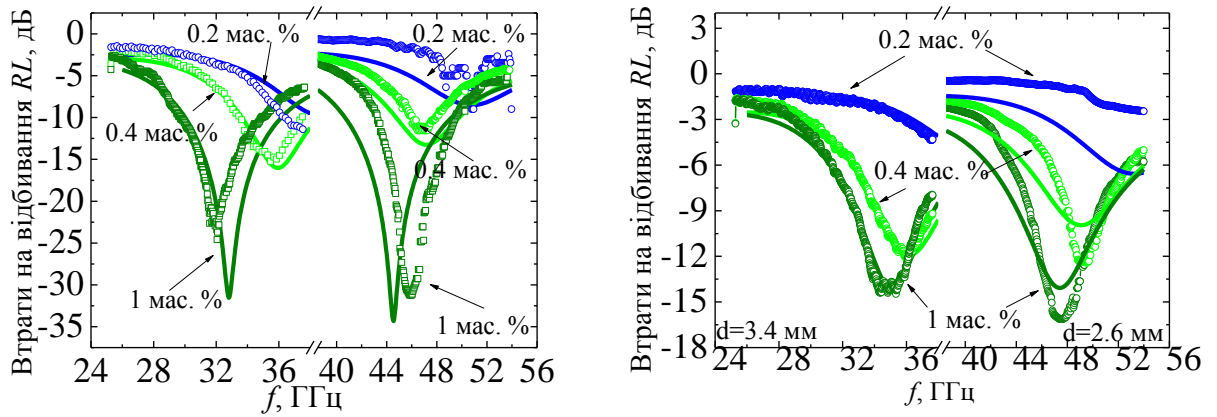 Втрати на відбивання RL, дБ
0
-5
-10
-15
-20
-25
-30
-35
0.2 мас. %
0.2 мас. %
0.4 мас. %
0.4 мас. %
1 мас. %
1 мас. %
24 28 32 36 40 44 48 52 56
f, ГГц
Втрати на відбивання RL, дБ
0
-3
-6
-9
-12
-15
-18
0.2 мас. %
0.4 мас. %
1 мас. %
d=3.4 мм
d=2.6 мм
24 28 32 36 40 44 48 52 56
f, ГГц